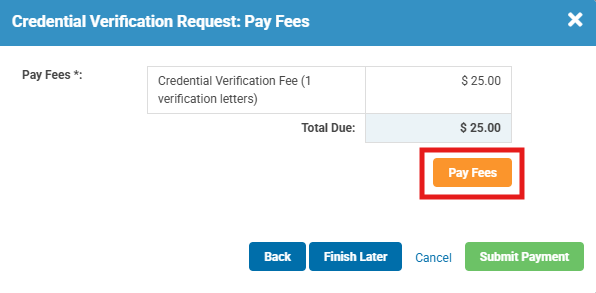 Credential Verification Request: Pay Fees
Pay Fees *:
Credential Verification Fee (1
verification letters)
$ 25.00
Total Due:
$ 25.00
Pay Fees
Back
Finish Later
Cancel
Submit Payment